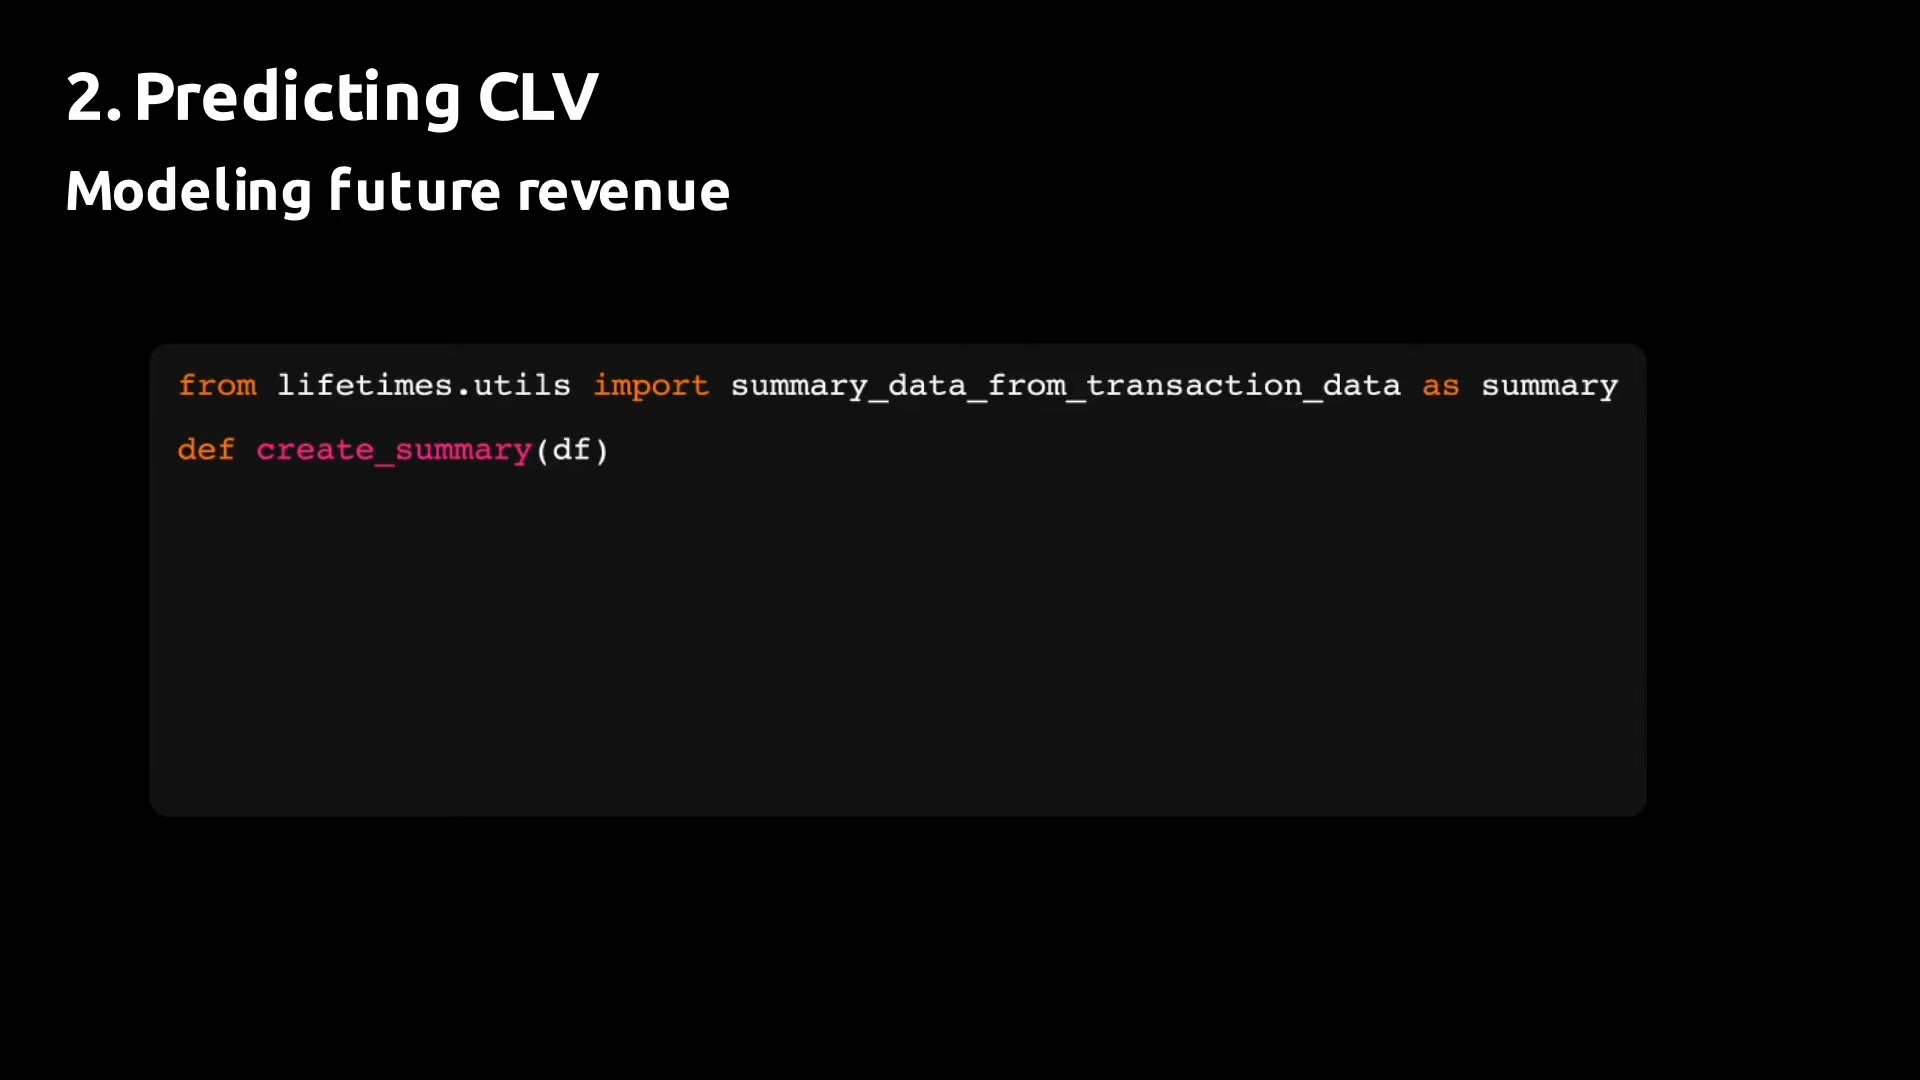 2. Predicting CLV
Modeling future revenue
from lifetimes.utils import summary_data_from_transaction_data as summary
def create_summary(df)